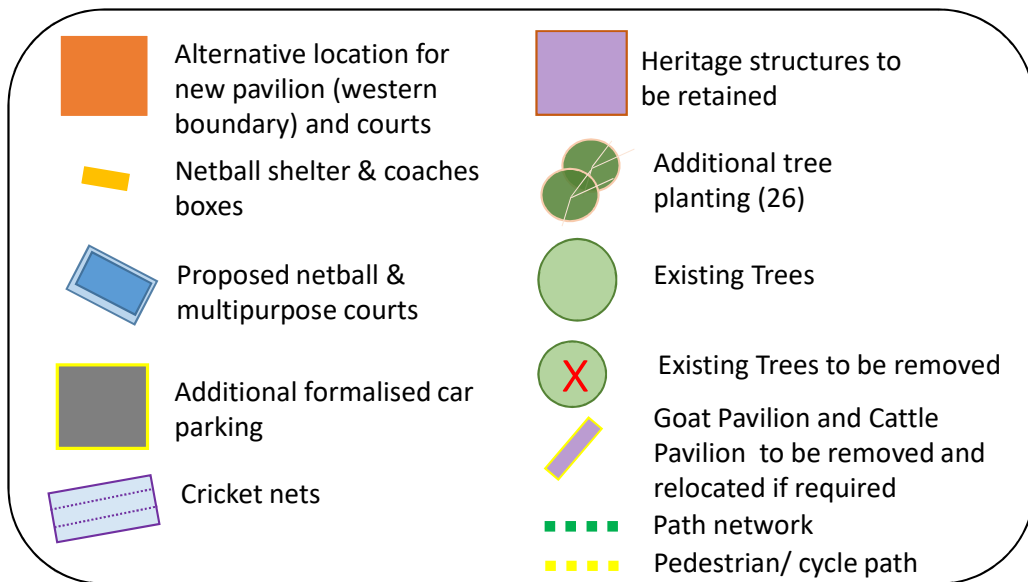 Alternative location for
new pavilion (western
boundary) and courts
Netball shelter & coaches
boxes
Proposed netball &
multipurpose courts
Additional formalised car
parking
Cricket nets
Heritage structures to
be retained
Additional tree
planting (26)
Existing Trees
X
Existing Trees to be removed
Goat Pavilion and Cattle
Pavilion to be removed and
relocated if required
Path network
Pedestrian/ cycle path